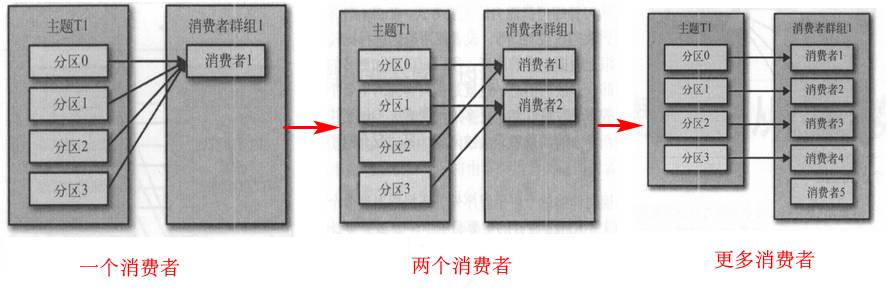 主题T1
消费者群组1
分区0
消费者1
分区1
分区2
分区3
一个消费者
主题T1
消费者群组1
分区0
消费者1
分区1
消费者2
分区2
分区3
两个消费者
主题T1
消费者群组1
分区0
消费者1
分区1
消费者2
分区2
消费者3
分区3
消费者4
消费者5
更多消费者